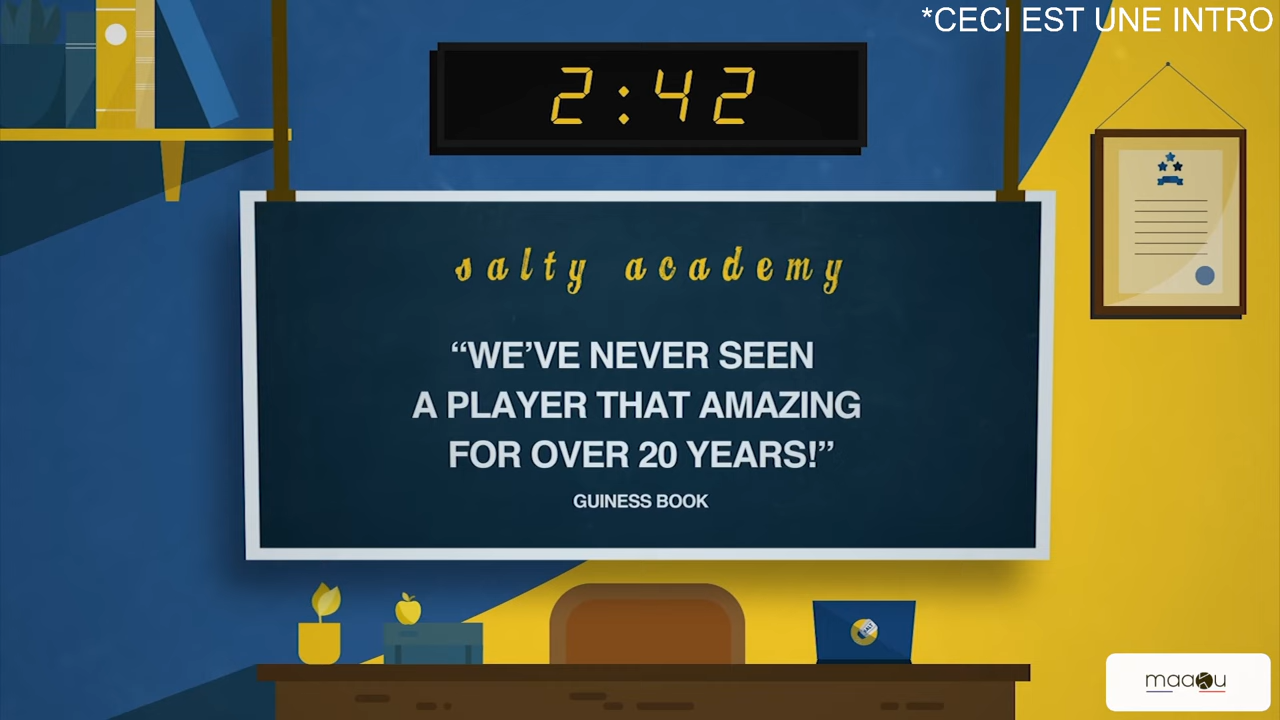 *CECI EST UNE INTRO
2:42
salty academy
“WE’VE NEVER SEEN
A PLAYER THAT AMAZING
FOR OVER 20 YEARS!”
GUINESS BOOK
SALT
maaku